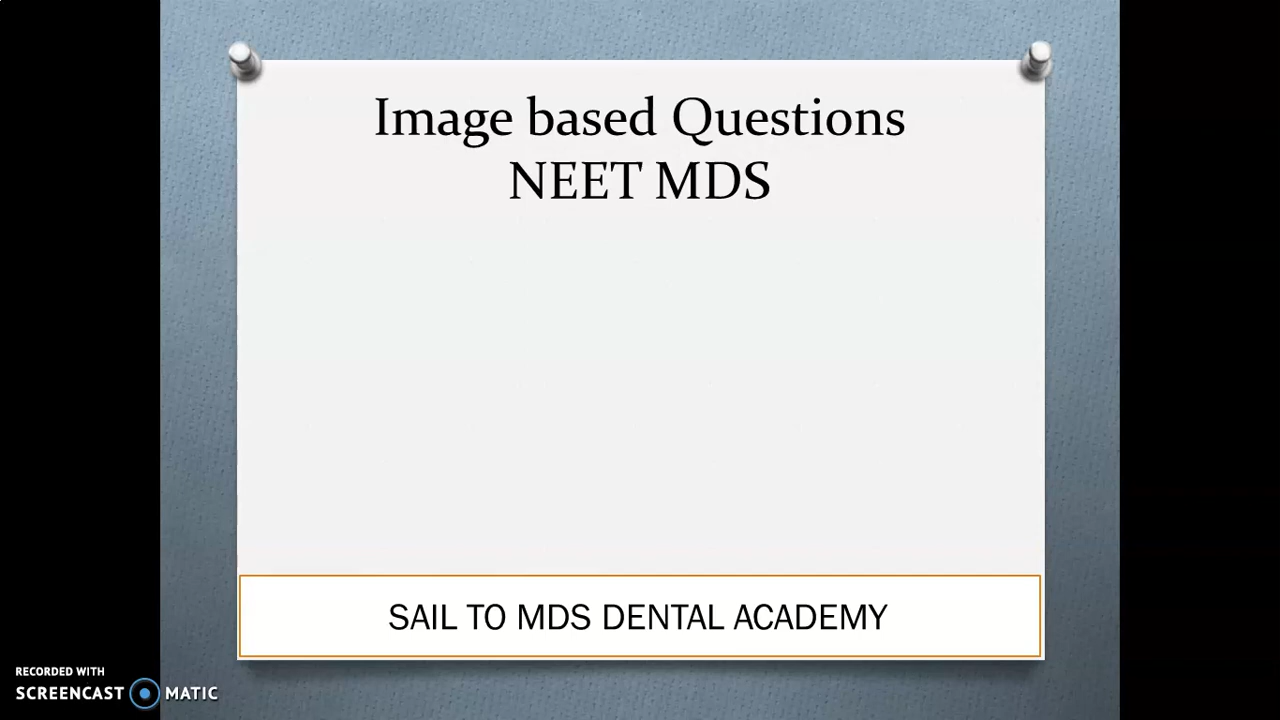 Image based Questions
NEET MDS
SAIL TO MDS DENTAL ACADEMY
RECORDED WITH
SCREENCAST MATIC